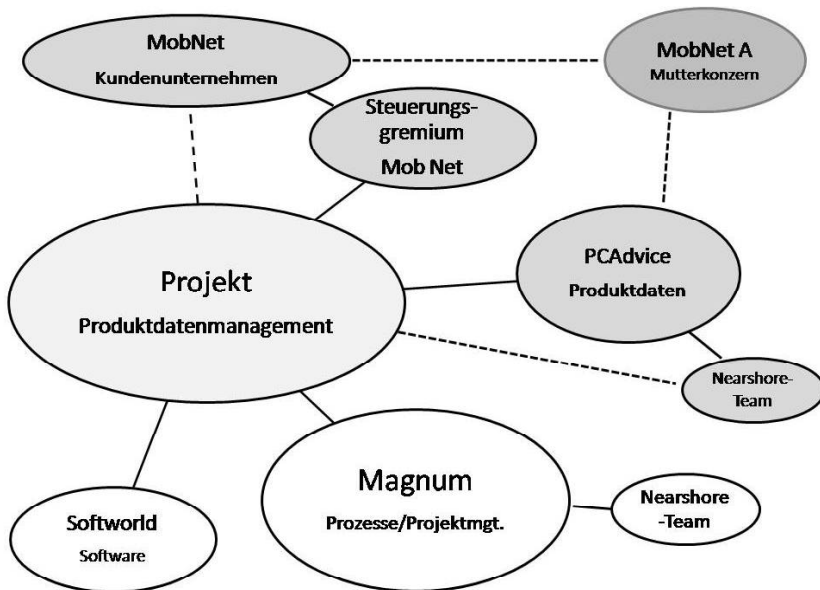 MobNet
Kundenunternehmen
MobNet A
Mutterkonzern
Steuerungs-
gremium
Mob Net
Projekt
Produktdatenmanagement
PCAdvice
Produktdaten
Nearshore-
Team
Magnum
Prozesse/Projektmgt.
Nearshore
-Team
Softworld
Software